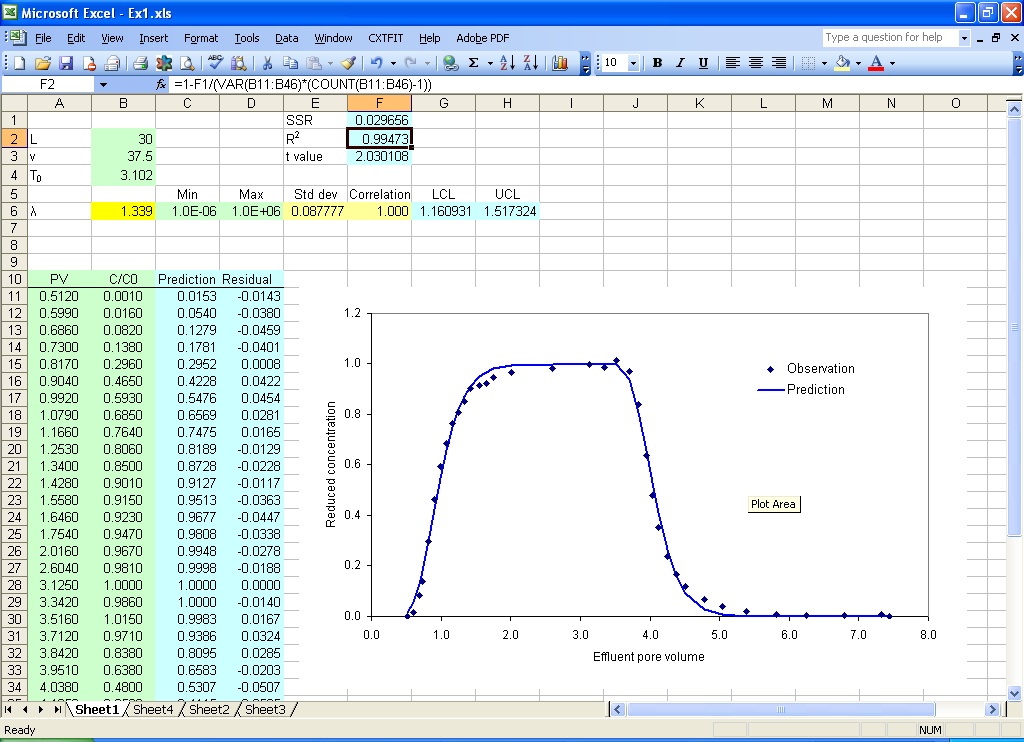 Microsoft Excel - Ex1.xls
File Edit View Insert Format Tools Data Window CXTFIT Help Adobe PDF Type a question for help
10 B I U A
F2 fx =1-F1/(VAR(B11:B46)*(COUNT(B11:B46)-1))
A B C D E F G H I J K L M N O
1 SSR 0.029656
2 L 30 R² 0.99473
3 v 37.5 t value 2.030108
4 T₀ 3.102
5 Min Max Std dev Correlation LCL UCL
6 λ 1.339 1.0E-06 1.0E+06 0.087777 1.000 1.160931 1.517324
7
8
9
10 PV C/C0 Prediction Residual
11 0.5120 0.0010 0.0153 -0.0143
12 0.5990 0.0160 0.0540 -0.0380
13 0.6860 0.0820 0.1279 -0.0459
14 0.7300 0.1380 0.1781 -0.0401
15 0.8170 0.2960 0.2952 0.0008
16 0.9040 0.4650 0.4228 0.0422
17 0.9920 0.5930 0.5476 0.0454
18 1.0790 0.6850 0.6569 0.0281
19 1.1660 0.7640 0.7475 0.0165
20 1.2530 0.8060 0.8189 -0.0129
21 1.3400 0.8500 0.8728 -0.0228
22 1.4280 0.9010 0.9127 -0.0117
23 1.5580 0.9150 0.9513 -0.0363
24 1.6460 0.9230 0.9677 -0.0447
25 1.7540 0.9470 0.9808 -0.0338
26 2.0160 0.9670 0.9948 -0.0278
27 2.6040 0.9810 0.9998 -0.0188
28 3.1250 1.0000 1.0000 0.0000
29 3.3420 0.9860 1.0000 -0.0140
30 3.5160 1.0150 0.9983 0.0167
31 3.7120 0.9710 0.9386 0.0324
32 3.8420 0.8380 0.8095 0.0285
33 3.9510 0.6380 0.6583 -0.0203
34 4.0380 0.4800 0.5307 -0.0507
1.2
1.0
0.8
0.6
0.4
0.2
0.0
Reduced concentration
Observation
Prediction
Plot Area
0.0 1.0 2.0 3.0 4.0 5.0 6.0 7.0 8.0
Effluent pore volume
Sheet1 Sheet4 Sheet2 Sheet3
Ready NUM